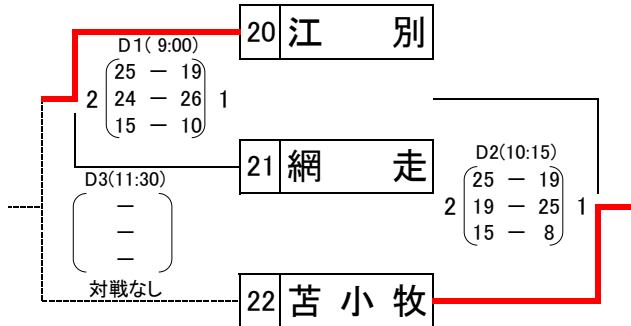 20 江 別
D1( 9:00)
25 － 19
2 24 － 26 1
15 － 10
21 網 走
D2(10:15)
25 － 19
2 19 － 25 1
15 － 8
D3(11:30)
－
－
－
対戦なし
22 苫 小 牧